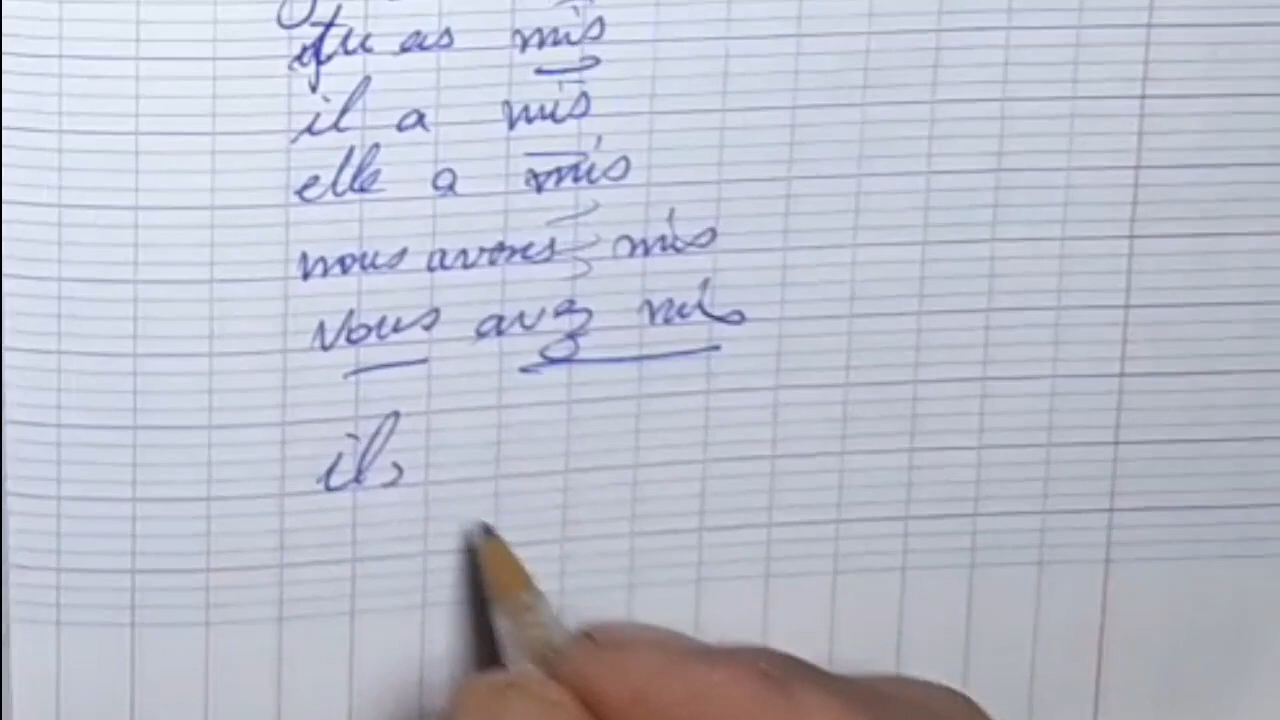 tu as mis
il a mis
elle a mis
nous avons mis
vous avez mis
ils